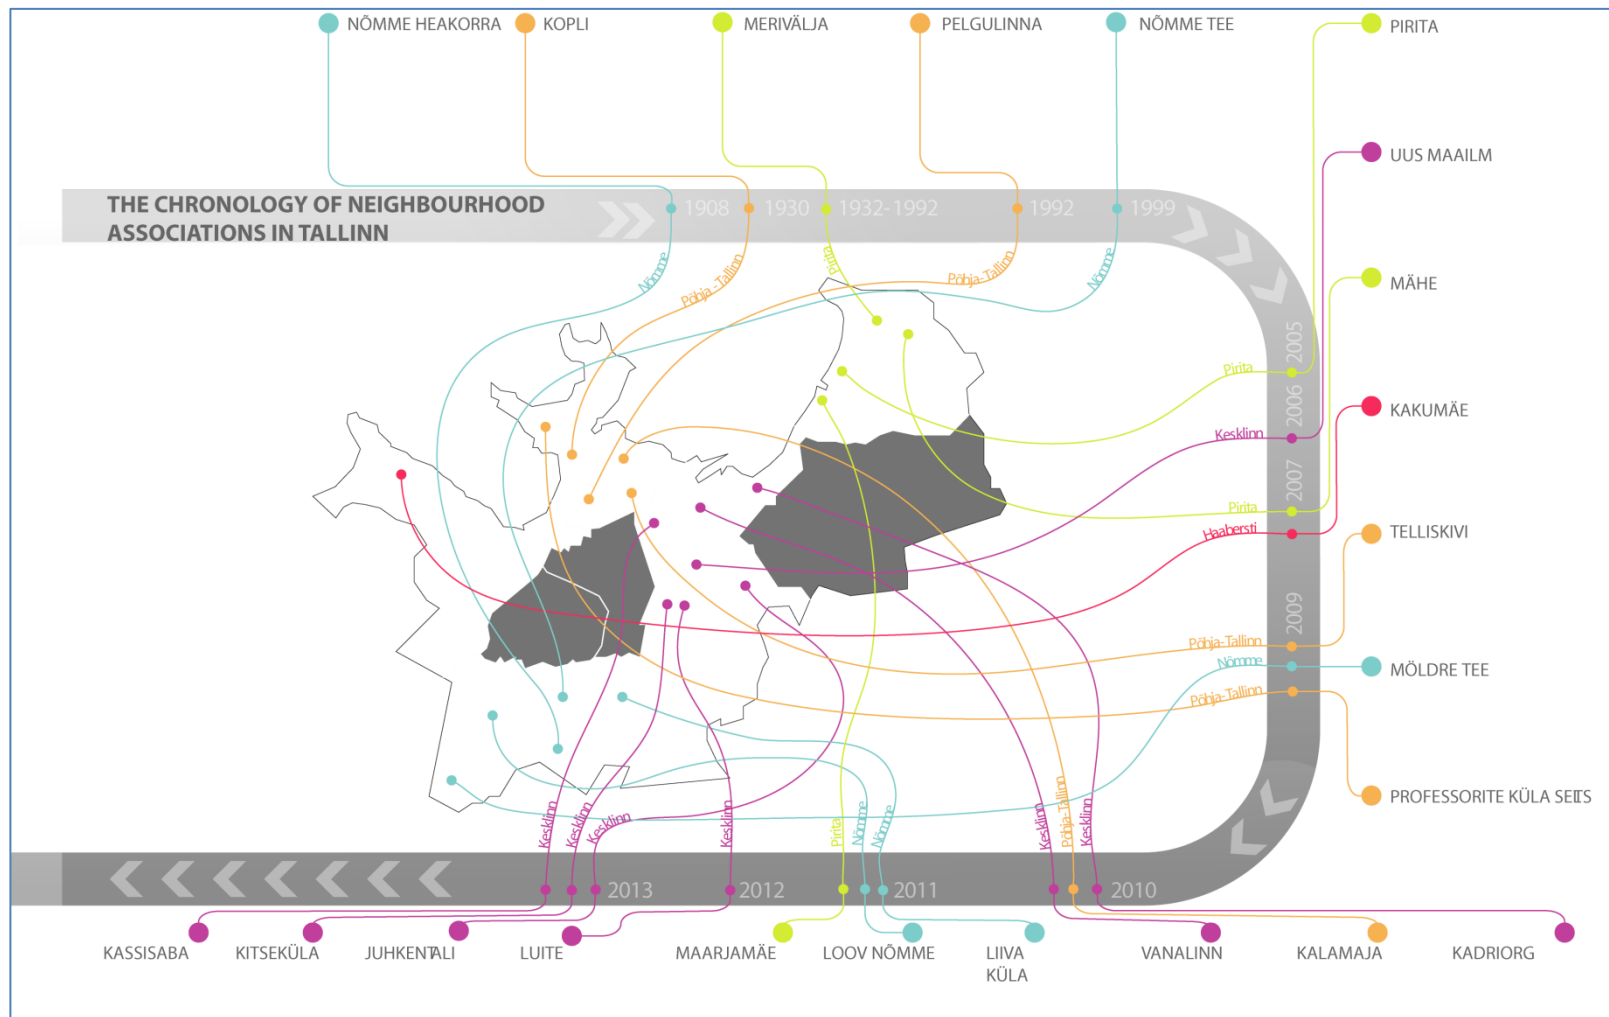 NÕMME HEAKORRA
KOPLI
MERIVÄLJA
PELGULINNA
NÕMME TEE
PIRITA
UUS MAAILM
MÄHE
KAKUMÄE
TELLISKIVI
MÖLDRE TEE
PROFESSORITE KÜLA SELTS
THE CHRONOLOGY OF NEIGHBOURHOOD
ASSOCIATIONS IN TALLINN
1908
1930
1932-1992
1992
1999
Nõmme
Põhja-Tallinn
Pirita
Põhja-Tallinn
Nõmme
2005
Pirita
2006
Kesklinn
2007
Pirita
Haabersti
2009
Põhja-Tallinn
Nõmme
Põhja-Tallinn
Kesklinn
Kesklinn
Kesklinn
Kesklinn
Pirita
Nõmme
Nõmme
Kesklinn
Põhja-Tallinn
Kesklinn
2013
2012
2011
2010
KASSISABA
KITSEKÜLA
JUHKENTALI
LUITE
MAARJAMÄE
LOOV NÕMME
LIIVA
KÜLA
VANALINN
KALAMAJA
KADRIORG